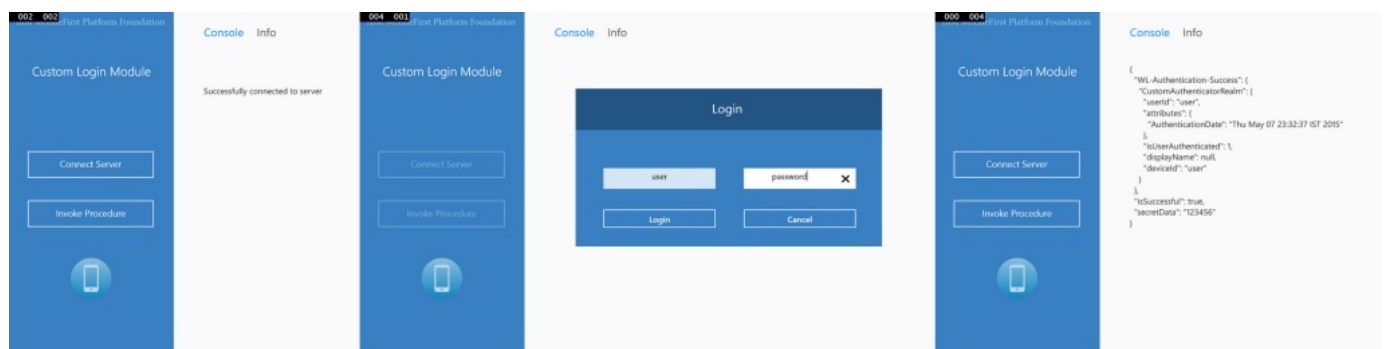 002 002
First Platform Foundation
Console Info
Custom Login Module
Successfully connected to server
Connect Server
Invoke Procedure
004 001
First Platform Foundation
Console Info
Custom Login Module
Connect Server
Invoke Procedure
Login
user
password
Login Cancel
000 004
First Platform Foundation
Console Info
Custom Login Module
Connect Server
Invoke Procedure
{
"WL-Authentication-Success": {
"CustomAuthenticatorRealm": {
"userId": "user",
"attributes": {
"AuthenticationDate": "Thu May 07 23:32:37 IST 2015"
},
"isUserAuthenticated": 1,
"displayName": null,
"deviceId": "user"
}
},
"isSuccessful": true,
"secretData": "123456"
}